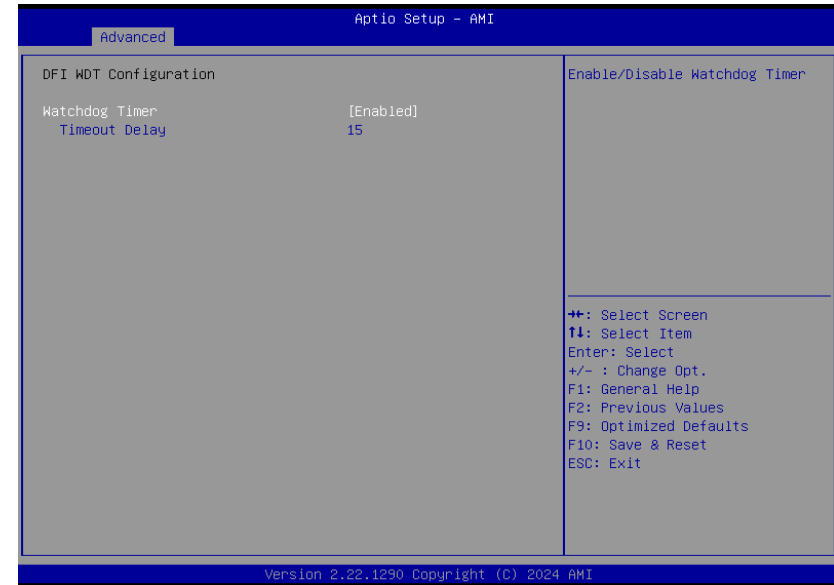 Aptio Setup – AMI
Advanced
DFI WDT Configuration
Watchdog Timer [Enabled]
Timeout Delay 15
Enable/Disable Watchdog Timer
→←: Select Screen
↑↓: Select Item
Enter: Select
+/- : Change Opt.
F1: General Help
F2: Previous Values
F9: Optimized Defaults
F10: Save & Reset
ESC: Exit
Version 2.22.1290 Copyright (C) 2024 AMI